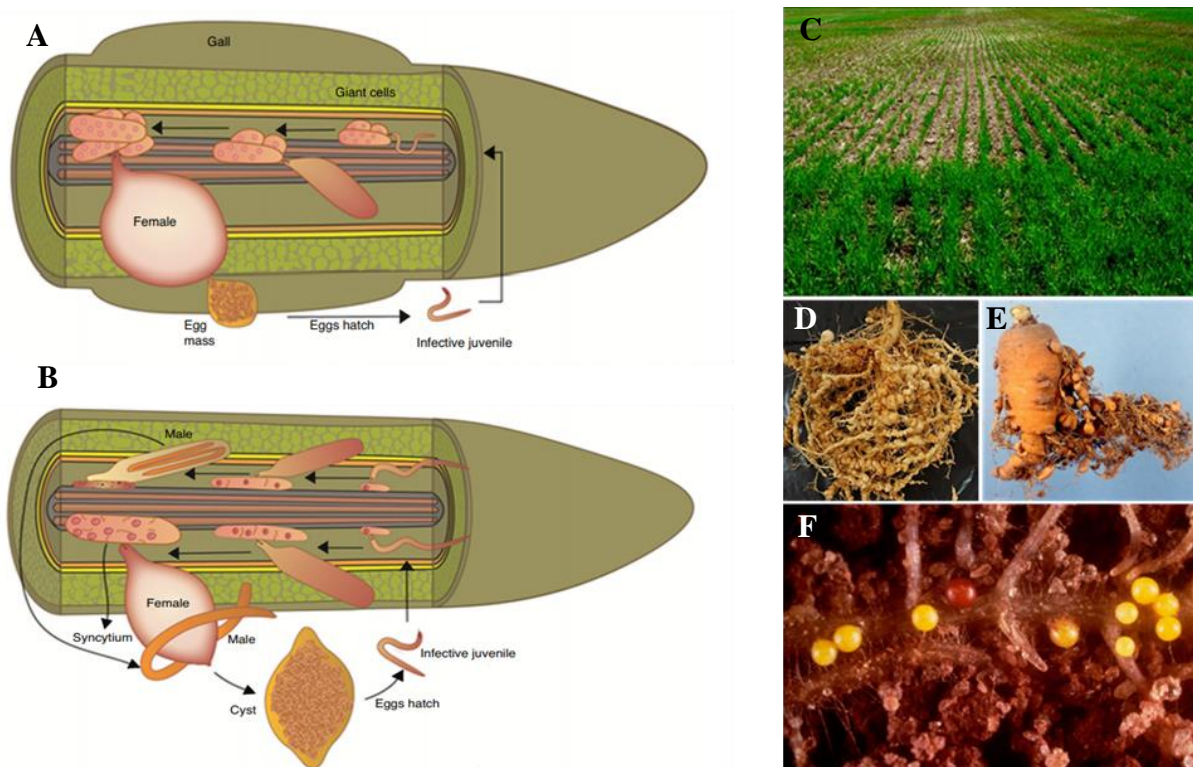 A
Gall
Giant cells
Female
Egg
mass
Eggs hatch
Infective juvenile
B
Male
Female
Syncytium
Male
Infective juvenile
Cyst
Eggs hatch
C
D
E
F